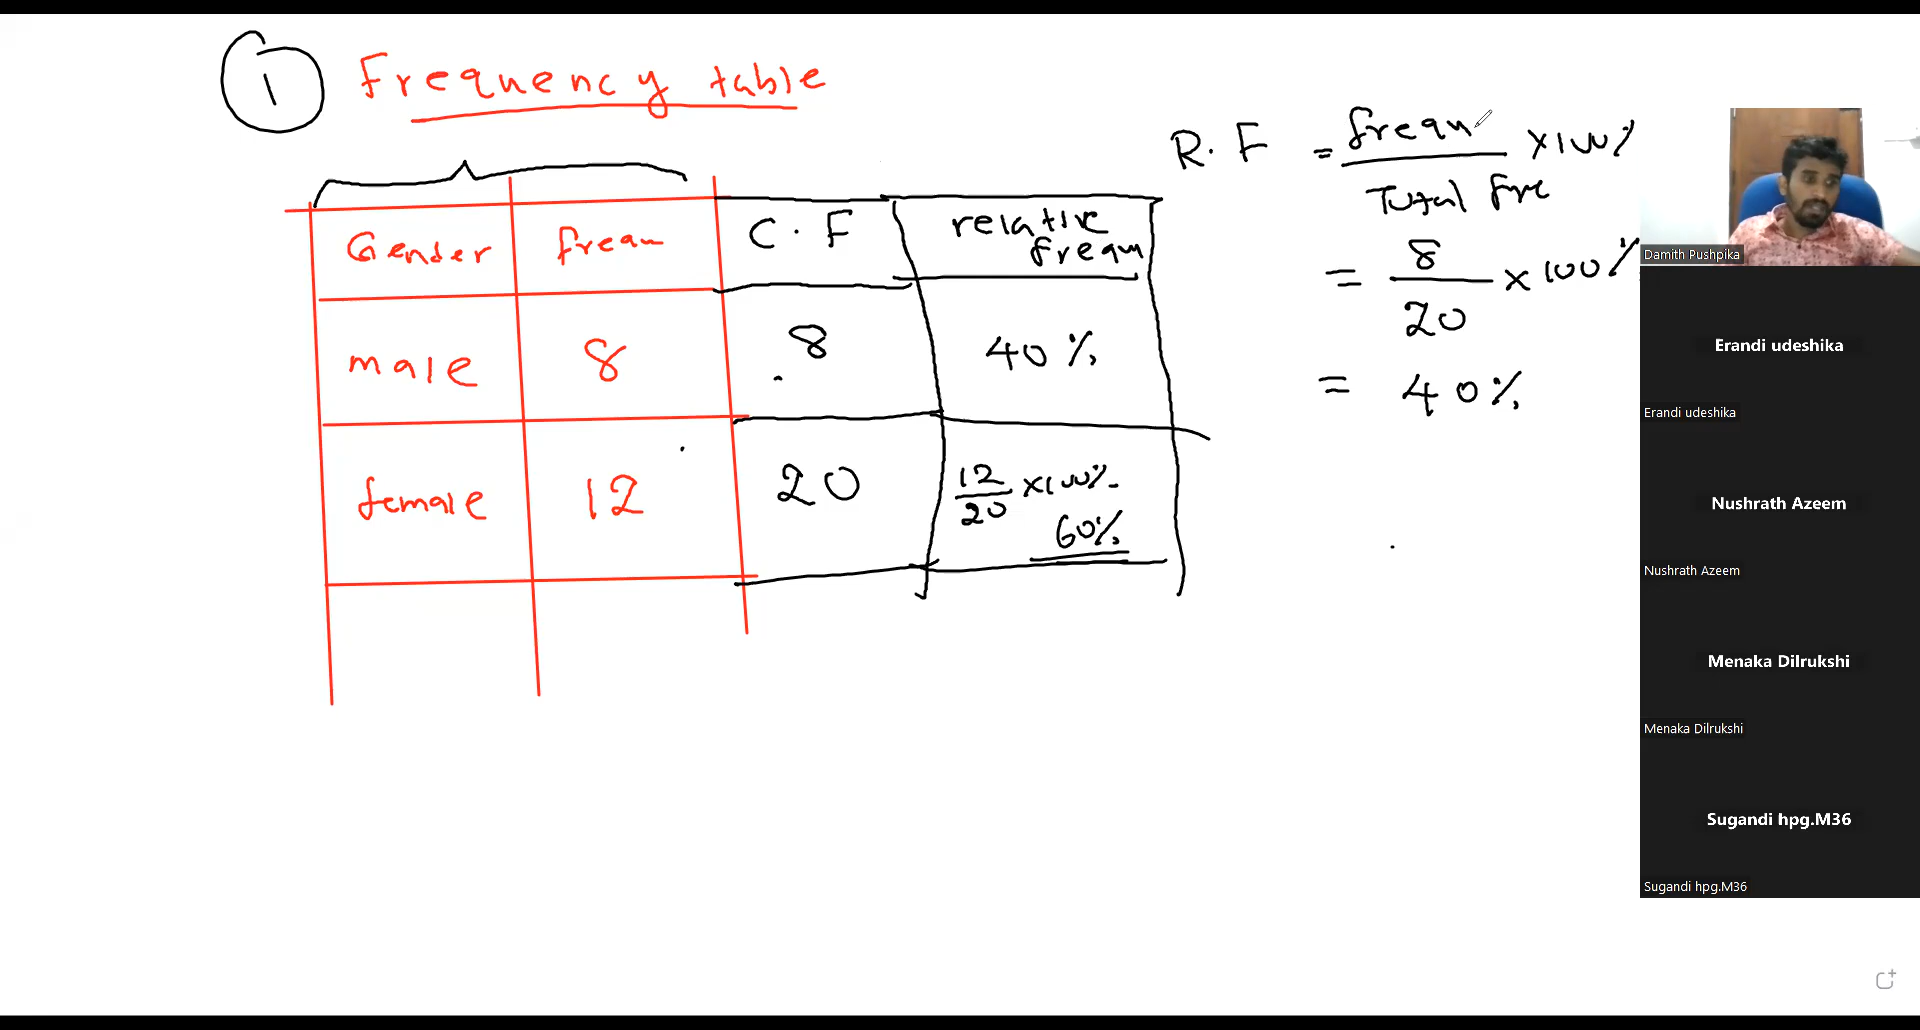 1 Frequency table
R.F = frequ/Total fre ×100%
Gender frequ C.F relative frequ
= 8/20 ×100%
male 8 8 40%
= 40%
female 12 20 12/20 ×100%
60%
Damith Pushpika
Erandi udeshika
Erandi udeshika
Nushrath Azeem
Nushrath Azeem
Menaka Dilrukshi
Menaka Dilrukshi
Sugandi hpg.M36
Sugandi hpg.M36